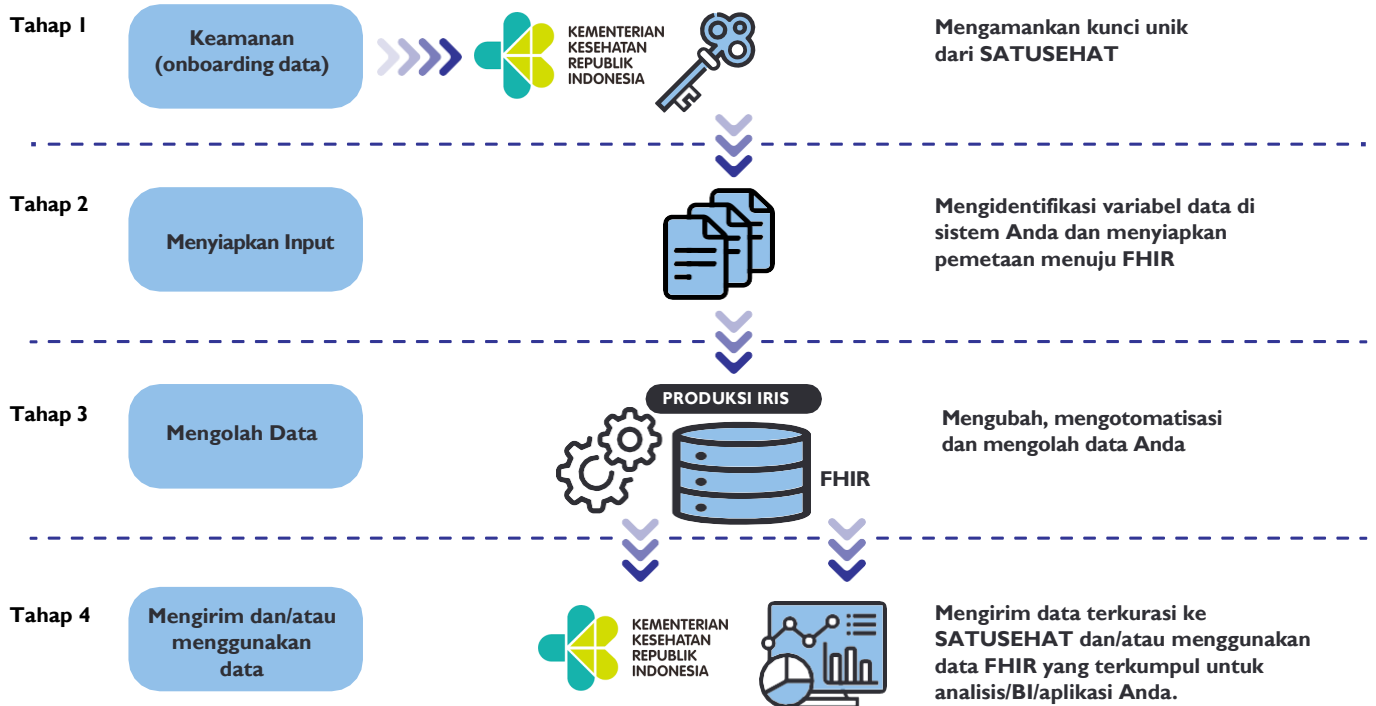 Tahap 1
Keamanan
(onboarding data)
KEMENTERIAN
KESEHATAN
REPUBLIK
INDONESIA
Mengamankan kunci unik
dari SATUSEHAT
Tahap 2
Menyiapkan Input
Mengidentifikasi variabel data di
sistem Anda dan menyiapkan
pemetaan menuju FHIR
Tahap 3
Mengolah Data
PRODUKSI IRIS
FHIR
Mengubah, mengotomatisasi
dan mengolah data Anda
Tahap 4
Mengirim dan/atau
menggunakan
data
KEMENTERIAN
KESEHATAN
REPUBLIK
INDONESIA
Mengirim data terkurasi ke
SATUSEHAT dan/atau menggunakan
data FHIR yang terkumpul untuk
analisis/BI/aplikasi Anda.